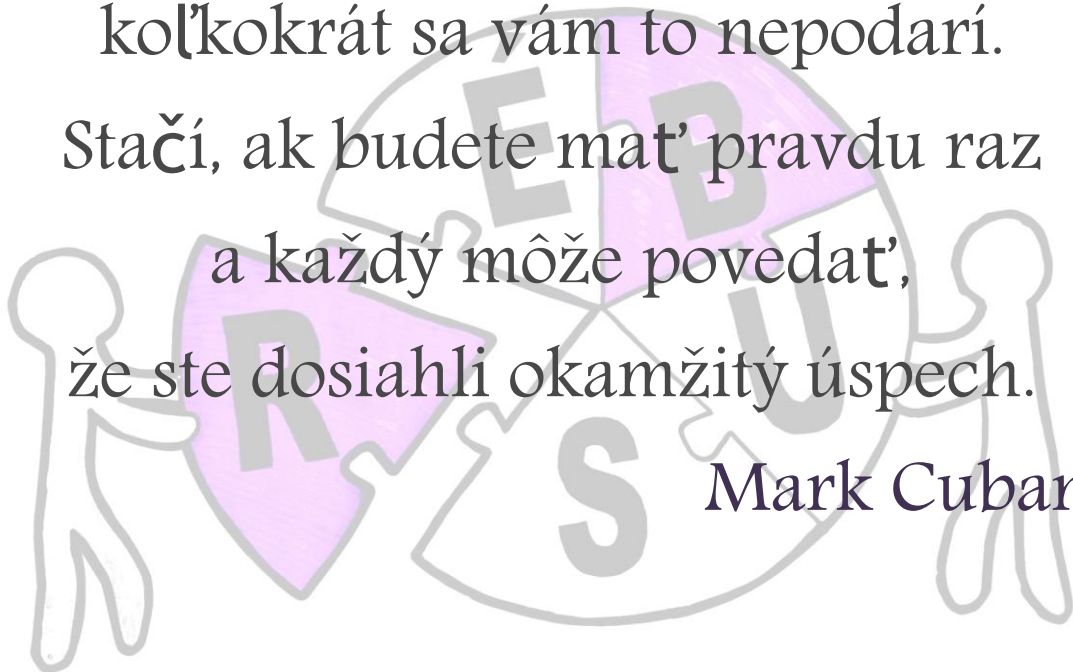 koľkokrát sa vám to nepodarí.
Stačí, ak budete mať pravdu raz
a každý môže povedať,
že ste dosiahli okamžitý úspech.
Mark Cuban
RÉBUS